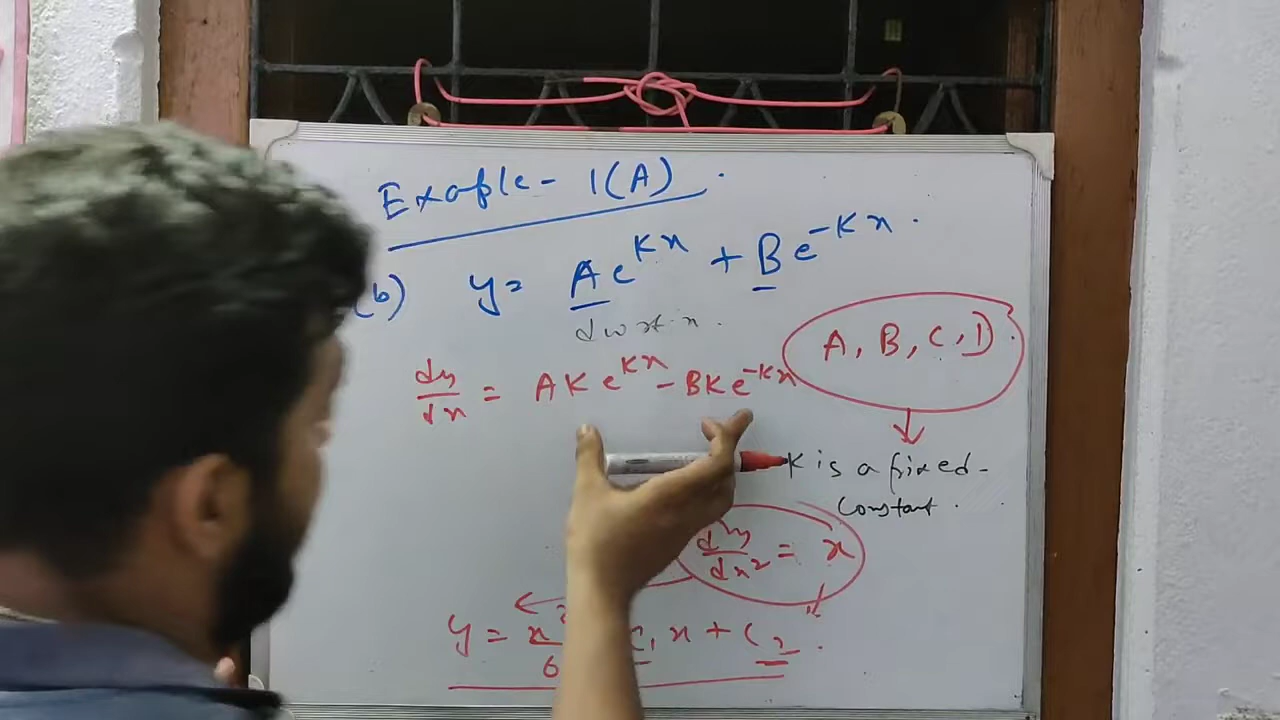 Exaple - 1(A).
(b) y = Ae^{Kx} + Be^{-Kx}.
d w rt. x.
A, B, C, D
dy/dx = AKe^{Kx} - BKe^{-Kx}
K is a fixed
constant.
d²y/dx² = x
y = x /6 C₁x + C₂.